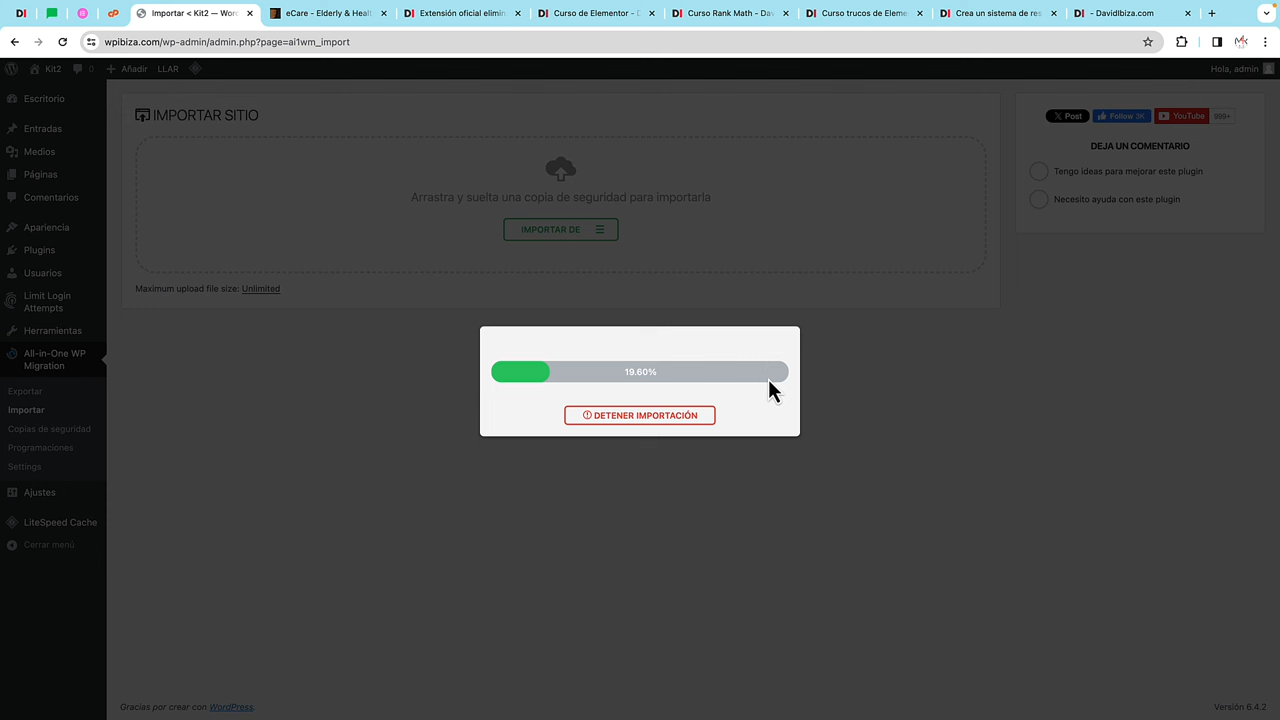 Importar < Kit2 — Wor
eCare - Elderly & Heal
Extensión oficial elimin
Curso de Elementor - D
Curso Rank Math - Dav
Curso trucos de Eleme
Crea un sistema de res
- DavidIbiza.com
wpibiza.com/wp-admin/admin.php?page=ai1wm_import
Kit2
0
Añadir
LLAR
Hola, admin
Escritorio
Entradas
Medios
Páginas
Comentarios
Apariencia
Plugins
Usuarios
Limit Login
Attempts
Herramientas
All-in-One WP
Migration
Exportar
Importar
Copias de seguridad
Programaciones
Settings
Ajustes
LiteSpeed Cache
Cerrar menú
IMPORTAR SITIO
Arrastra y suelta una copia de seguridad para importarla
IMPORTAR DE
Maximum upload file size: Unlimited
X Post
Follow 3K
YouTube
999+
DEJA UN COMENTARIO
Tengo ideas para mejorar este plugin
Necesito ayuda con este plugin
19.60%
DETENER IMPORTACIÓN
Gracias por crear con WordPress.
Versión 6.4.2